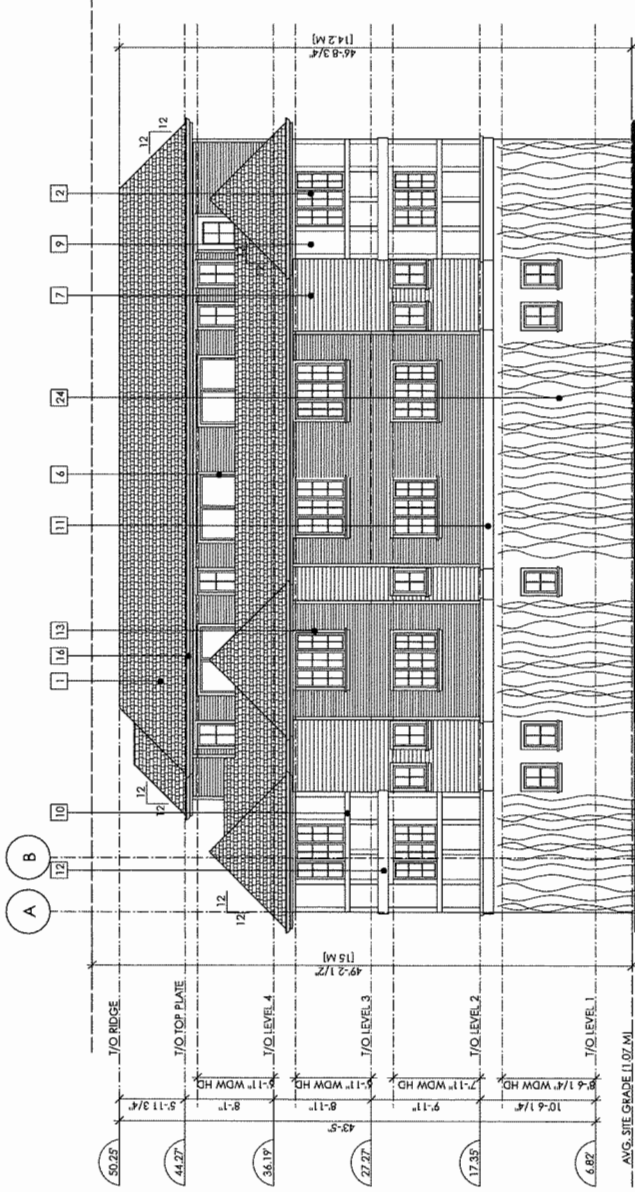 A
B
12
10
1
16
13
11
6
24
7
9
2
50.25'
T/O RIDGE
5'-11 3/4"
12
12
12
12
12
12
44.27'
T/O TOP PLATE
8'-1"
6'-11" WDW HD
36.19'
T/O LEVEL 4
8'-11"
6'-11" WDW HD
27.27'
T/O LEVEL 3
9'-11"
7'-11" WDW HD
17.35'
T/O LEVEL 2
10'-6 1/4"
8'-6 1/4" WDW HD
6.82'
T/O LEVEL 1
AVG. SITE GRADE [1.07 M]
43'-5"
49'-2 1/2"
[15 M]
46'-8 3/4"
[14.2 M]